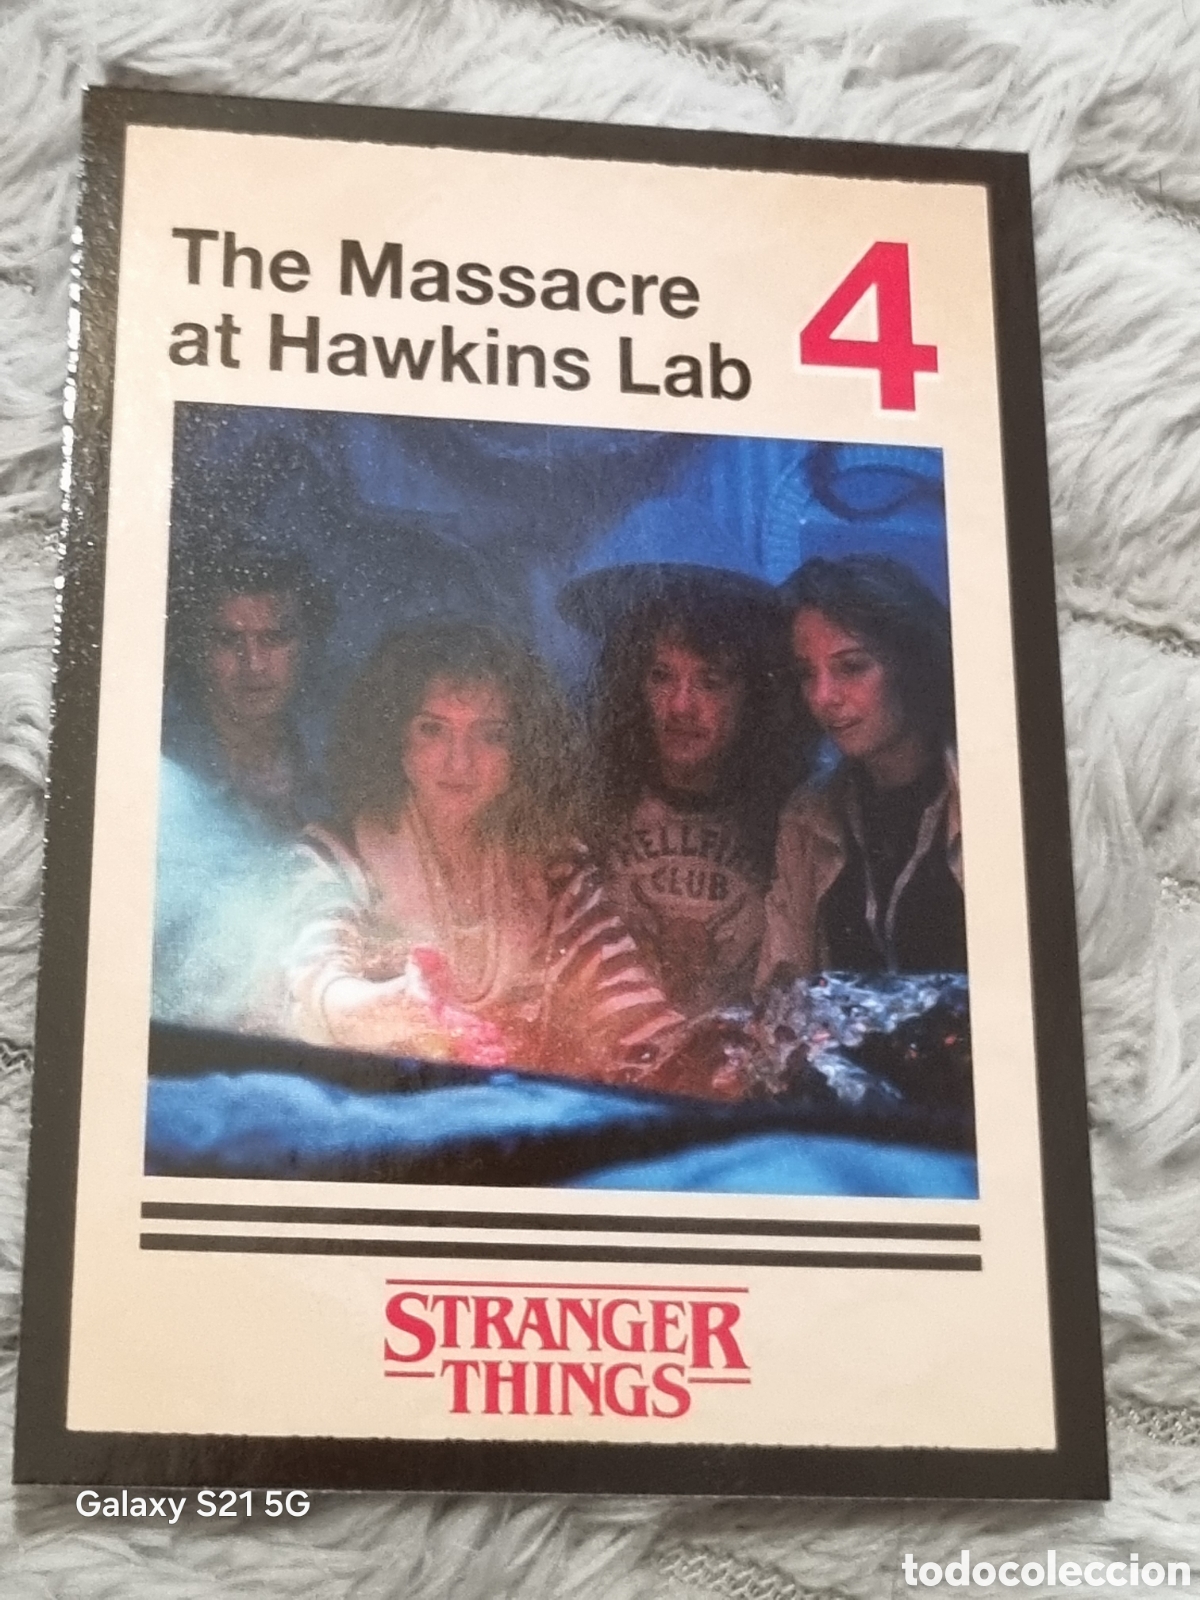 The Massacre
at Hawkins Lab
4
HELLFIRE
CLUB
STRANGER
THINGS
Galaxy S21 5G
todocoleccion